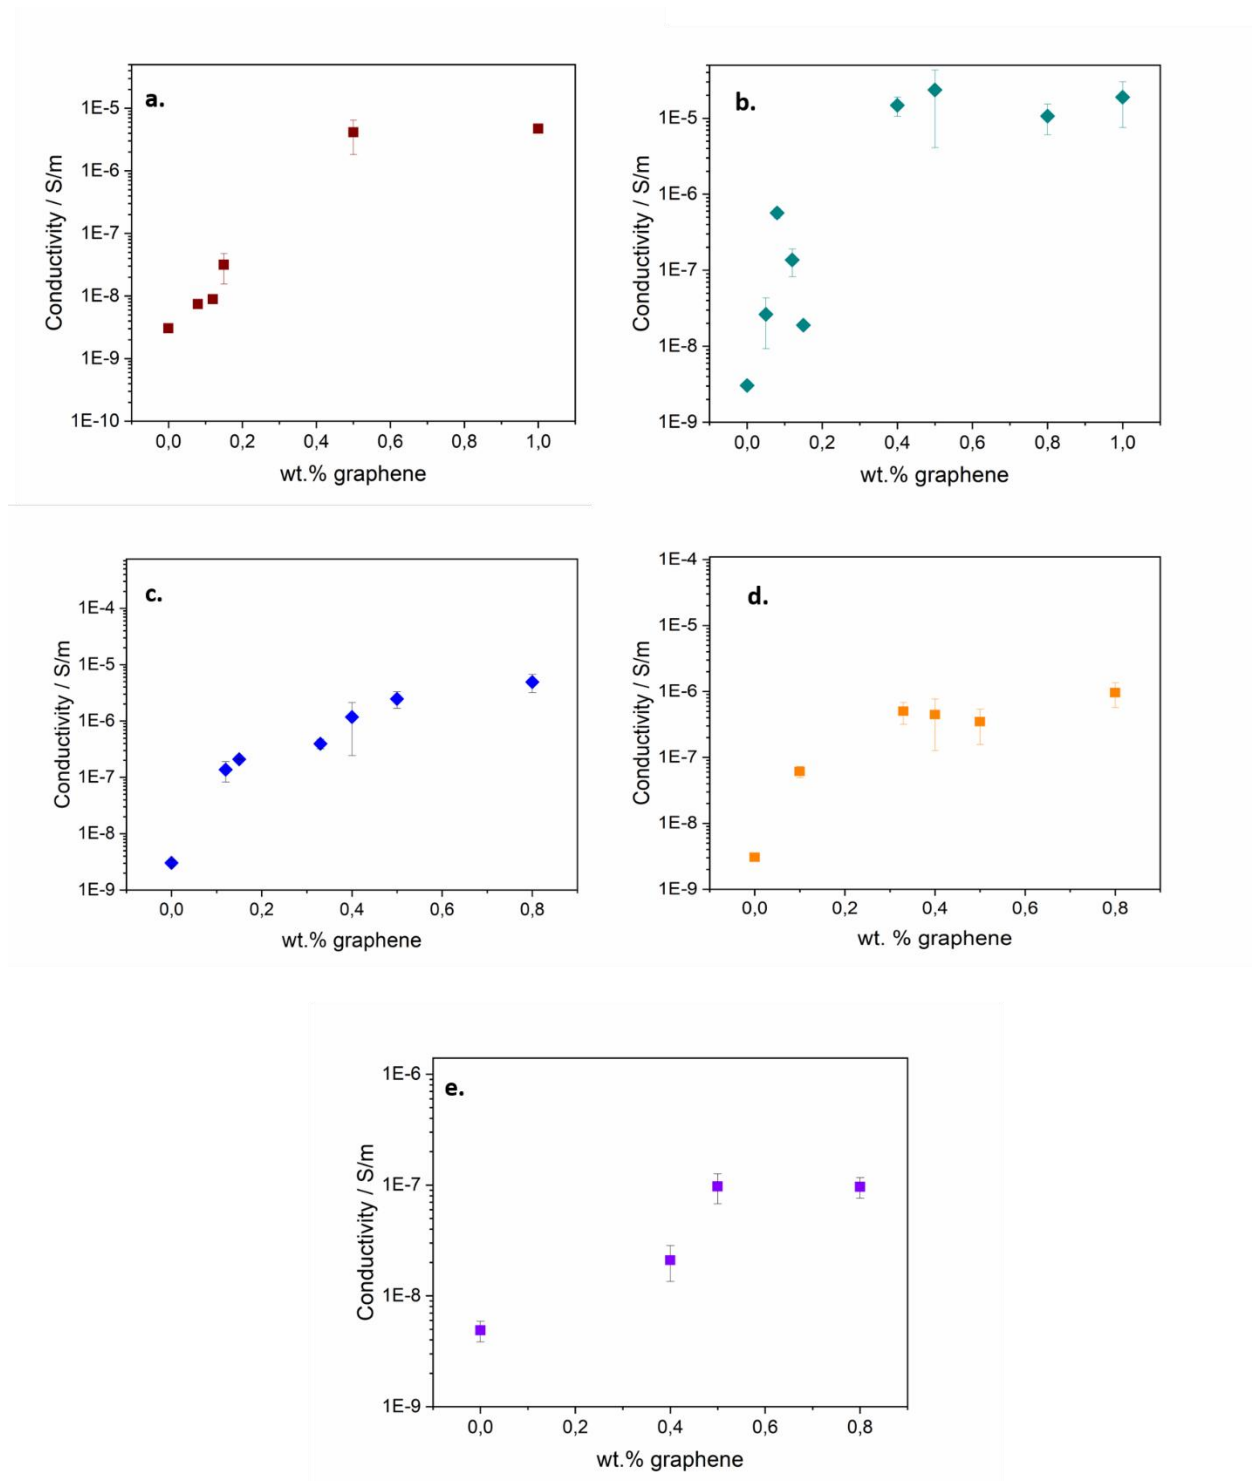 a.
1E-5
1E-6
1E-7
1E-8
1E-9
1E-10
Conductivity / S/m
0,0 0,2 0,4 0,6 0,8 1,0
wt.% graphene
b.
1E-5
1E-6
1E-7
1E-8
1E-9
Conductivity / S/m
0,0 0,2 0,4 0,6 0,8 1,0
wt.% graphene
c.
1E-4
1E-5
1E-6
1E-7
1E-8
1E-9
Conductivity / S/m
0,0 0,2 0,4 0,6 0,8
wt.% graphene
d.
1E-4
1E-5
1E-6
1E-7
1E-8
1E-9
Conductivity / S/m
0,0 0,2 0,4 0,6 0,8
wt. % graphene
e.
1E-6
1E-7
1E-8
1E-9
Conductivity / S/m
0,0 0,2 0,4 0,6 0,8
wt.% graphene